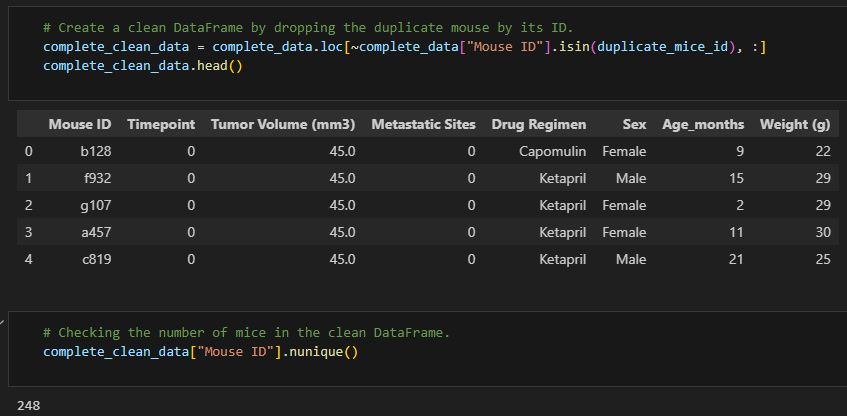 # Create a clean DataFrame by dropping the duplicate mouse by its ID.
complete_clean_data = complete_data.loc[~complete_data["Mouse ID"].isin(duplicate_mice_id), :]
complete_clean_data.head()
Mouse ID Timepoint Tumor Volume (mm3) Metastatic Sites Drug Regimen Sex Age_months Weight (g)
0 b128 0 45.0 0 Capomulin Female 9 22
1 f932 0 45.0 0 Ketapril Male 15 29
2 g107 0 45.0 0 Ketapril Female 2 29
3 a457 0 45.0 0 Ketapril Female 11 30
4 c819 0 45.0 0 Ketapril Male 21 25
# Checking the number of mice in the clean DataFrame.
complete_clean_data["Mouse ID"].nunique()
248